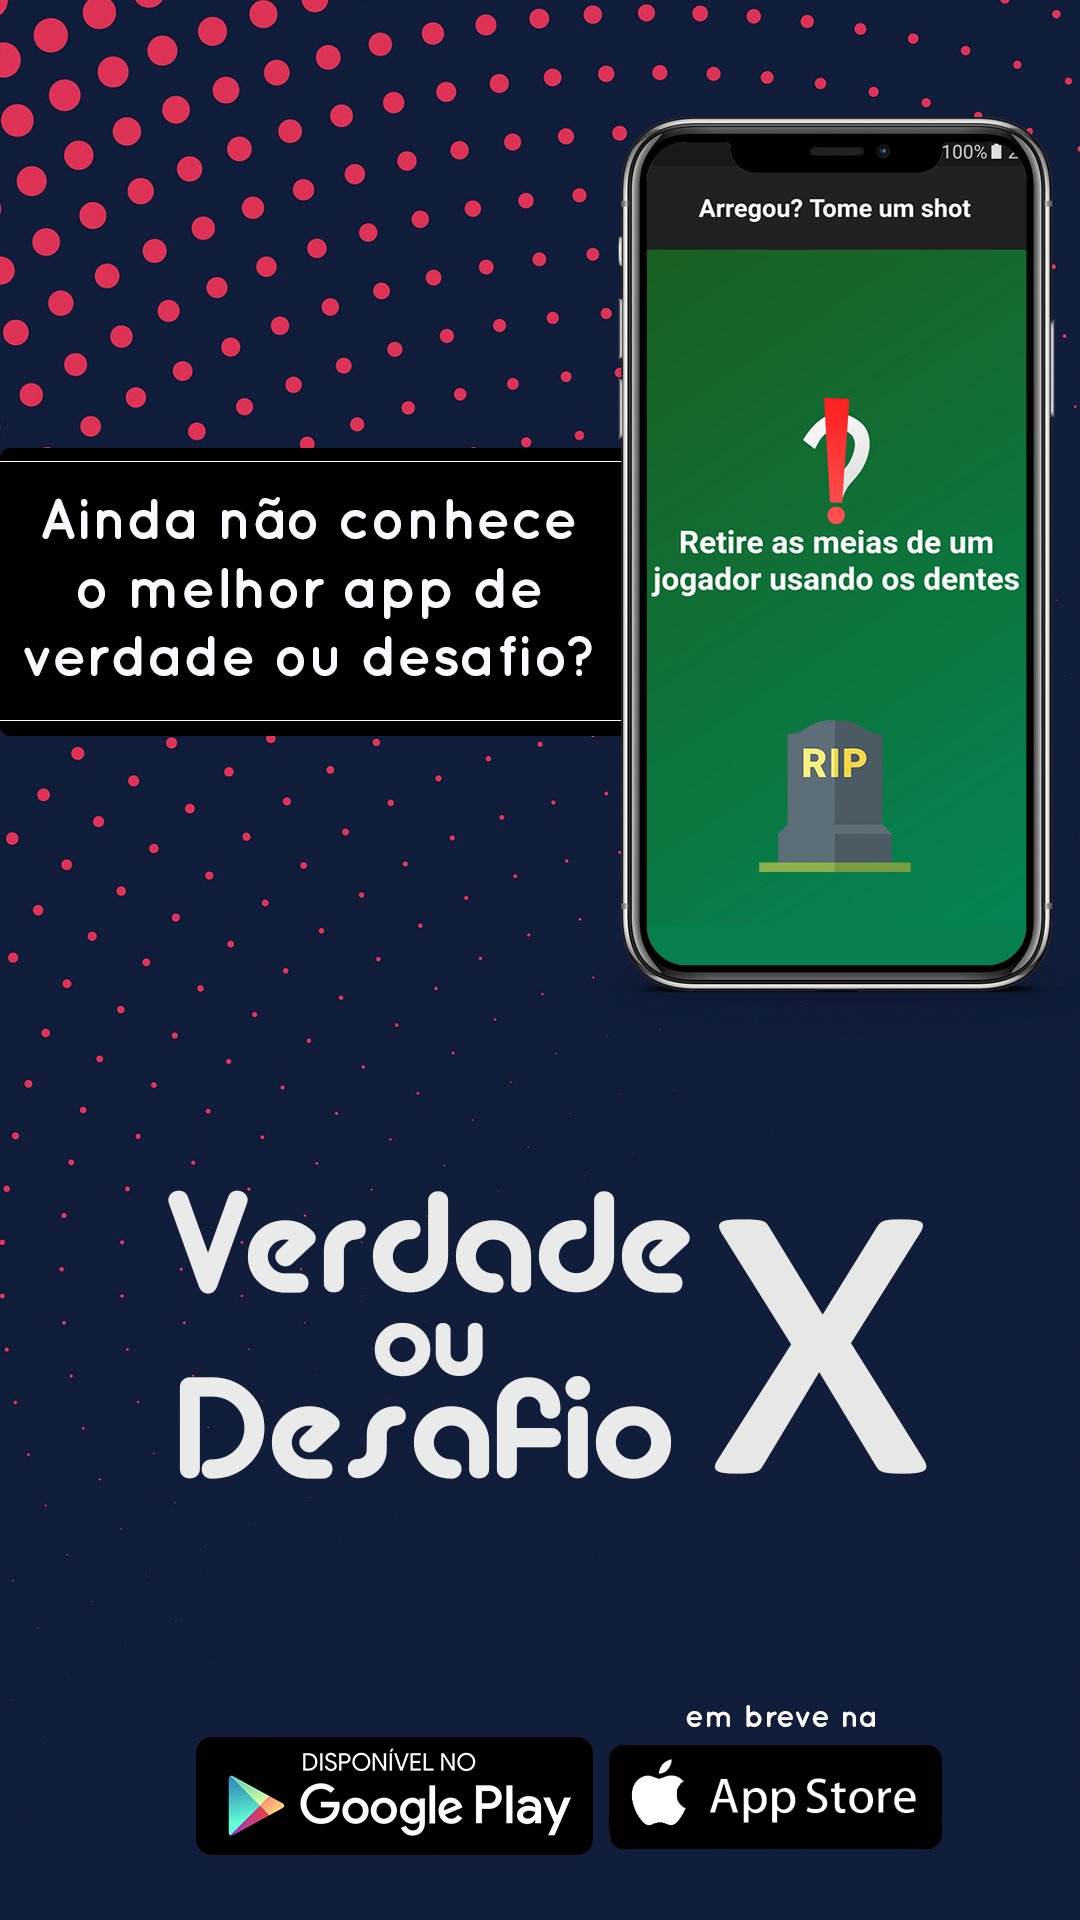 100% 2
Arregou? Tome um shot
Retire as meias de um
jogador usando os dentes
RIP
Ainda não conhece
o melhor app de
verdade ou desafio?
Verdade
ou
Desafio
X
em breve na
DISPONÍVEL NO
Google Play
App Store